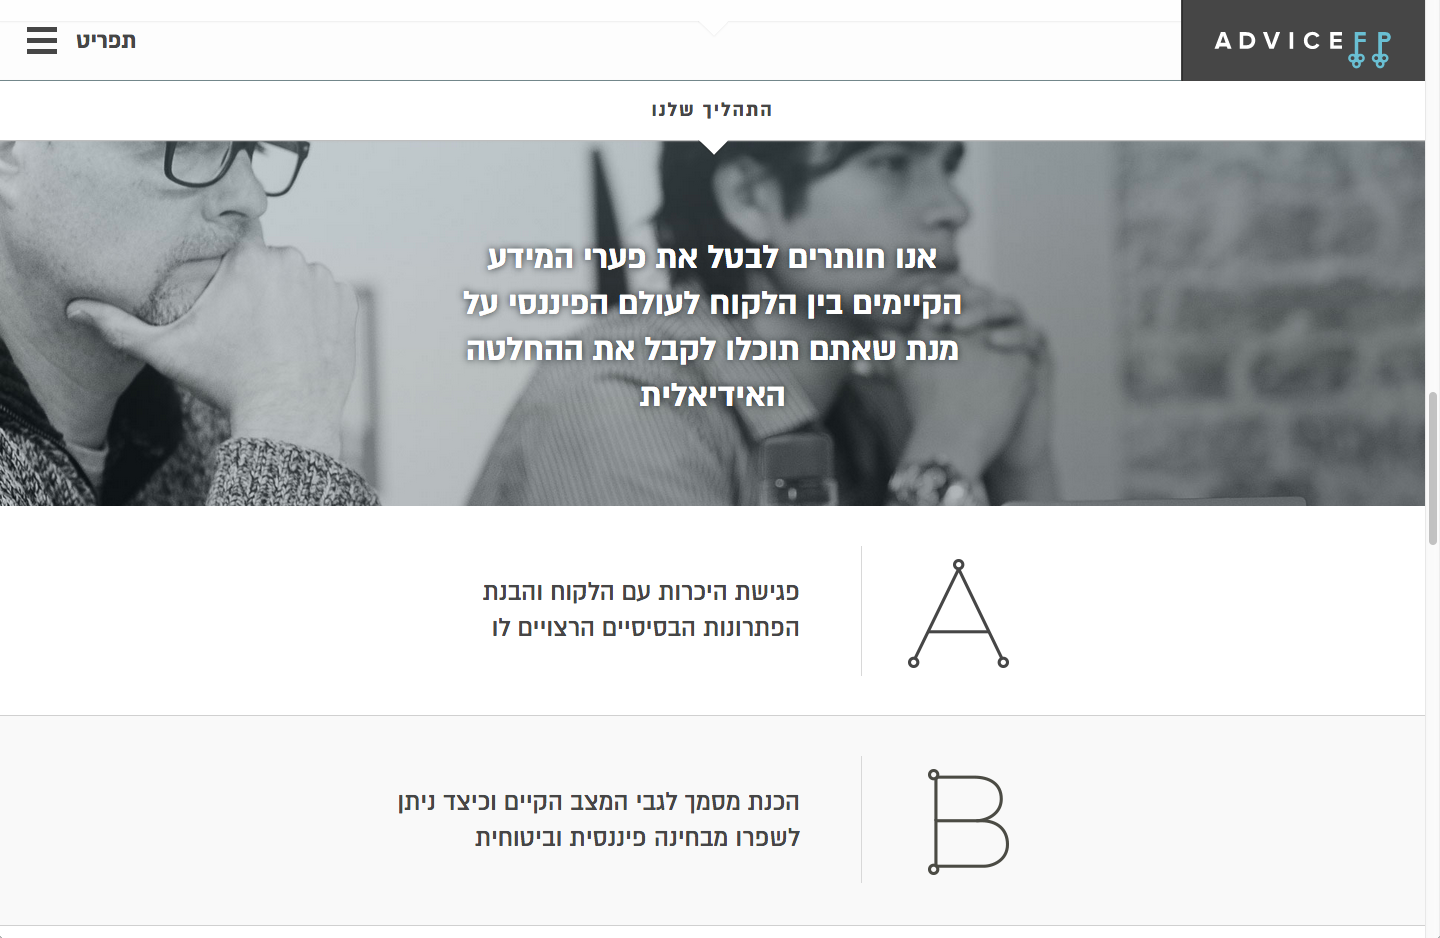 ADVICEFP
תפריט
התהליך שלנו
אנו חותרים לבטל את פערי המידע
הקיימים בין הלקוח לעולם הפיננסי על
מנת שאתם תוכלו לקבל את ההחלטה
האידיאלית
A
פגישת היכרות עם הלקוח והבנת
הפתרונות הבסיסיים הרצויים לו
B
הכנת מסמך לגבי המצב הקיים וכיצד ניתן
לשפרו מבחינה פיננסית וביטוחית